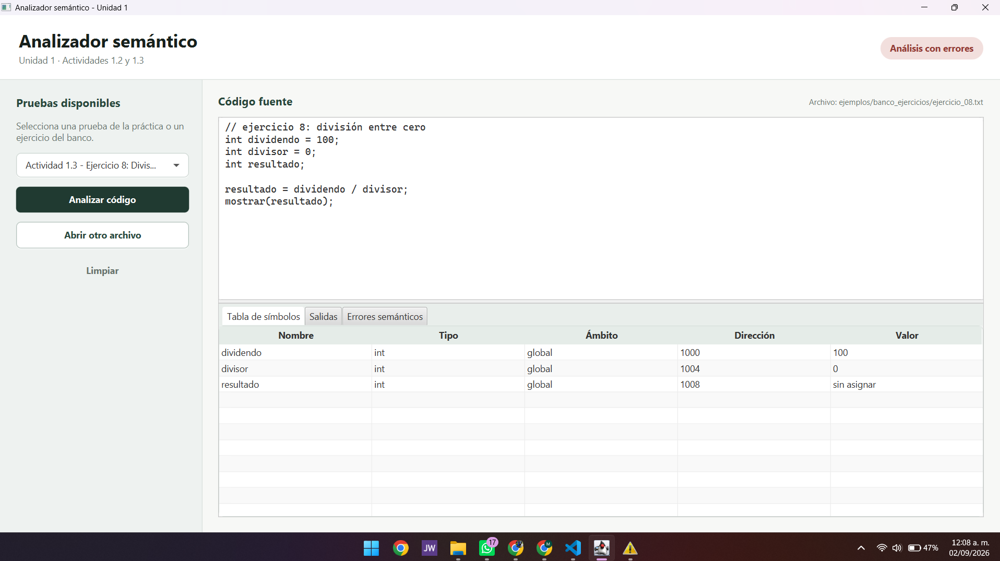 Analizador semántico - Unidad 1
Analizador semántico
Unidad 1 · Actividades 1.2 y 1.3
Análisis con errores
Pruebas disponibles
Selecciona una prueba de la práctica o un
ejercicio del banco.
Actividad 1.3 - Ejercicio 8: Divis...
Analizar código
Abrir otro archivo
Limpiar
Código fuente
Archivo: ejemplos/banco_ejercicios/ejercicio_08.txt
// ejercicio 8: división entre cero
int dividendo = 100;
int divisor = 0;
int resultado;
resultado = dividendo / divisor;
mostrar(resultado);
Tabla de símbolos Salidas Errores semánticos
Nombre Tipo Ámbito Dirección Valor
dividendo int global 1000 100
divisor int global 1004 0
resultado int global 1008 sin asignar
JW
17
M
47%
12:08 a. m.
02/09/2026